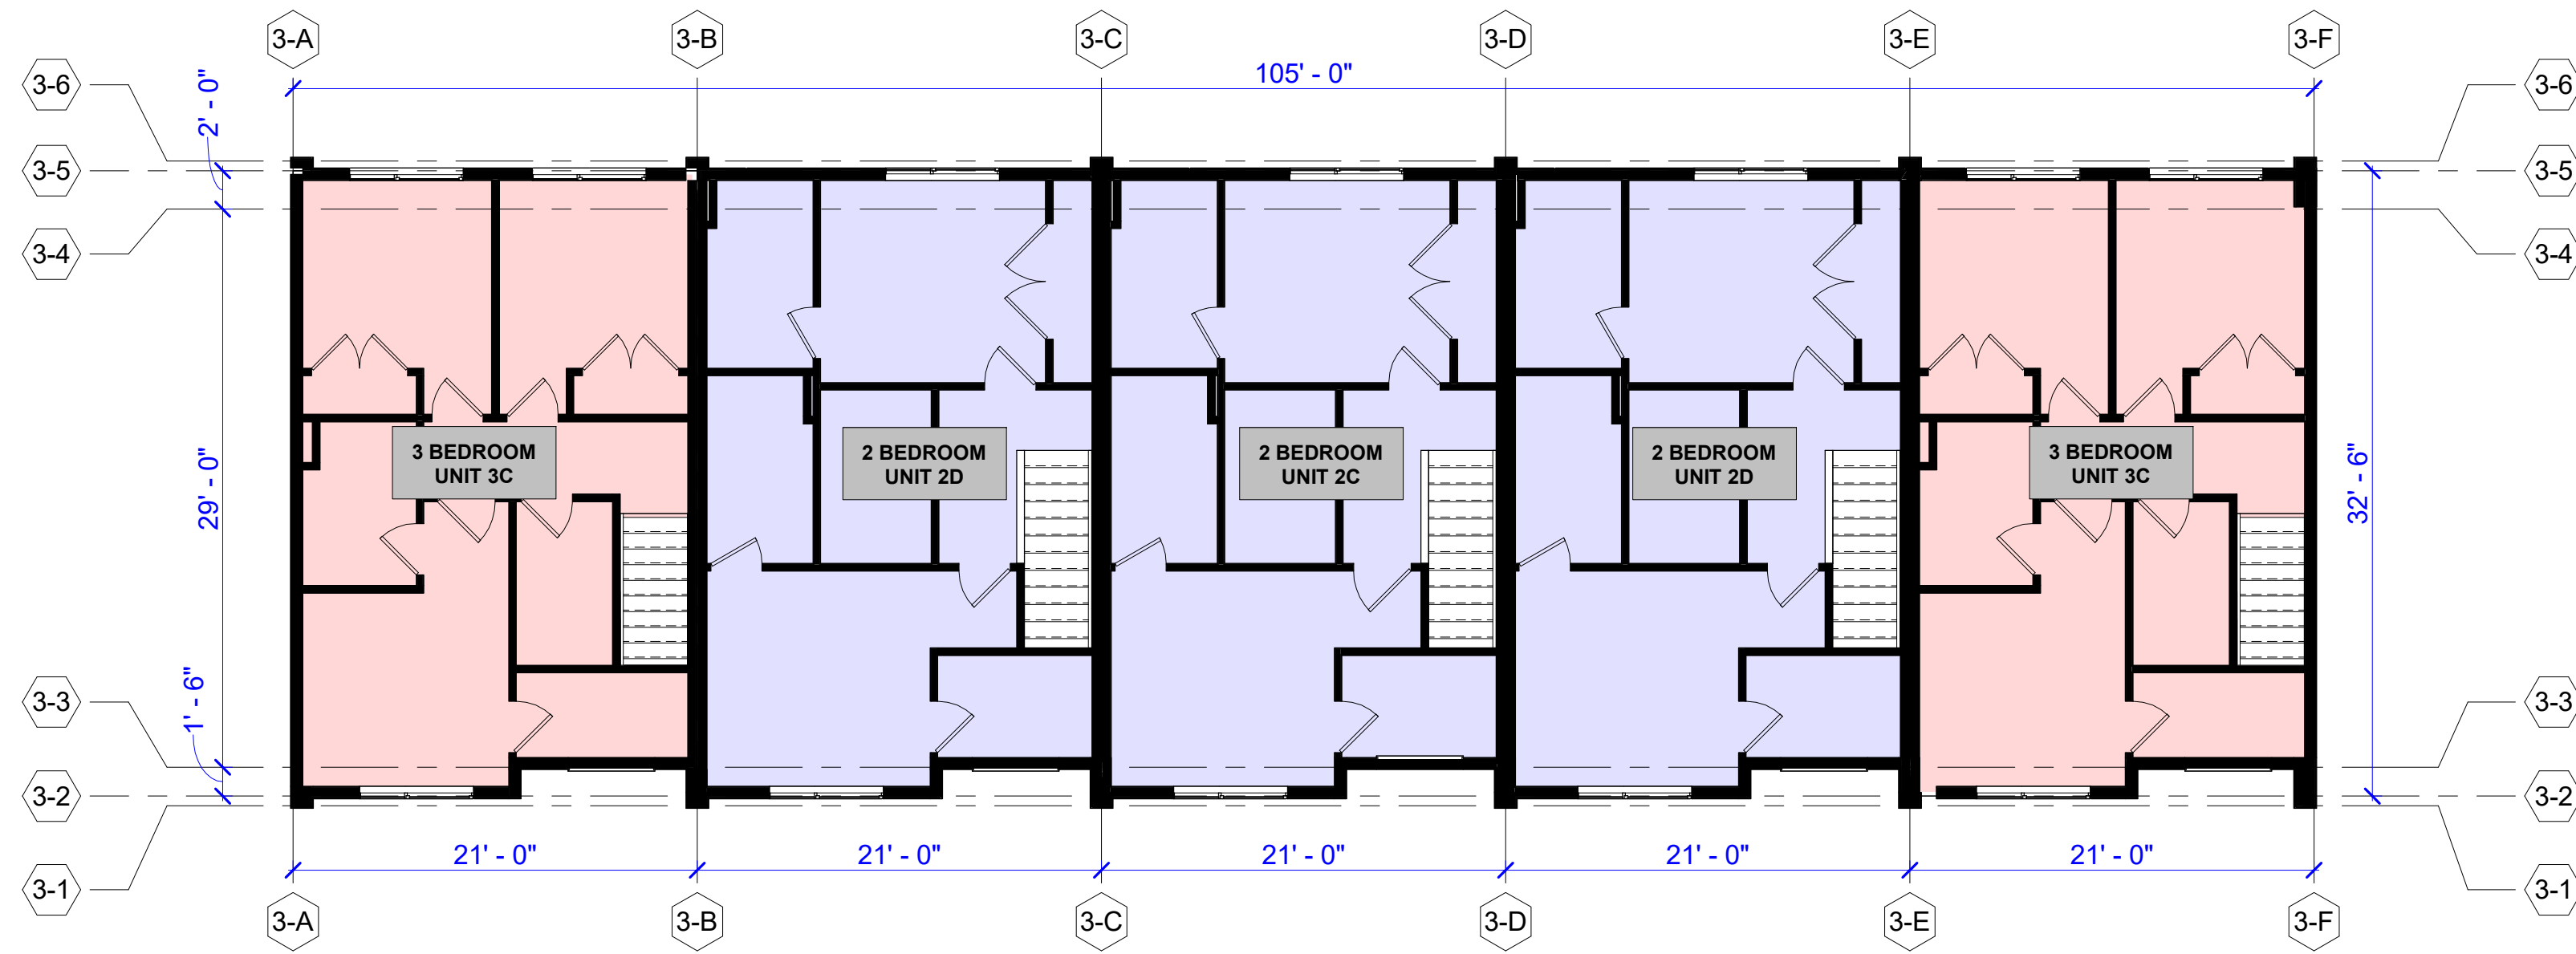 3-A 3-B 3-C 3-D 3-E 3-F
105' - 0"
3-6 3-6
2' - 0"
3-5 3-5
3-4 3-4
3 BEDROOM
UNIT 3C
2 BEDROOM
UNIT 2D
2 BEDROOM
UNIT 2C
2 BEDROOM
UNIT 2D
3 BEDROOM
UNIT 3C
29' - 0"
32' - 6"
1' - 6"
3-3 3-3
3-2 3-2
21' - 0" 21' - 0" 21' - 0" 21' - 0" 21' - 0"
3-1 3-1
3-A 3-B 3-C 3-D 3-E 3-F